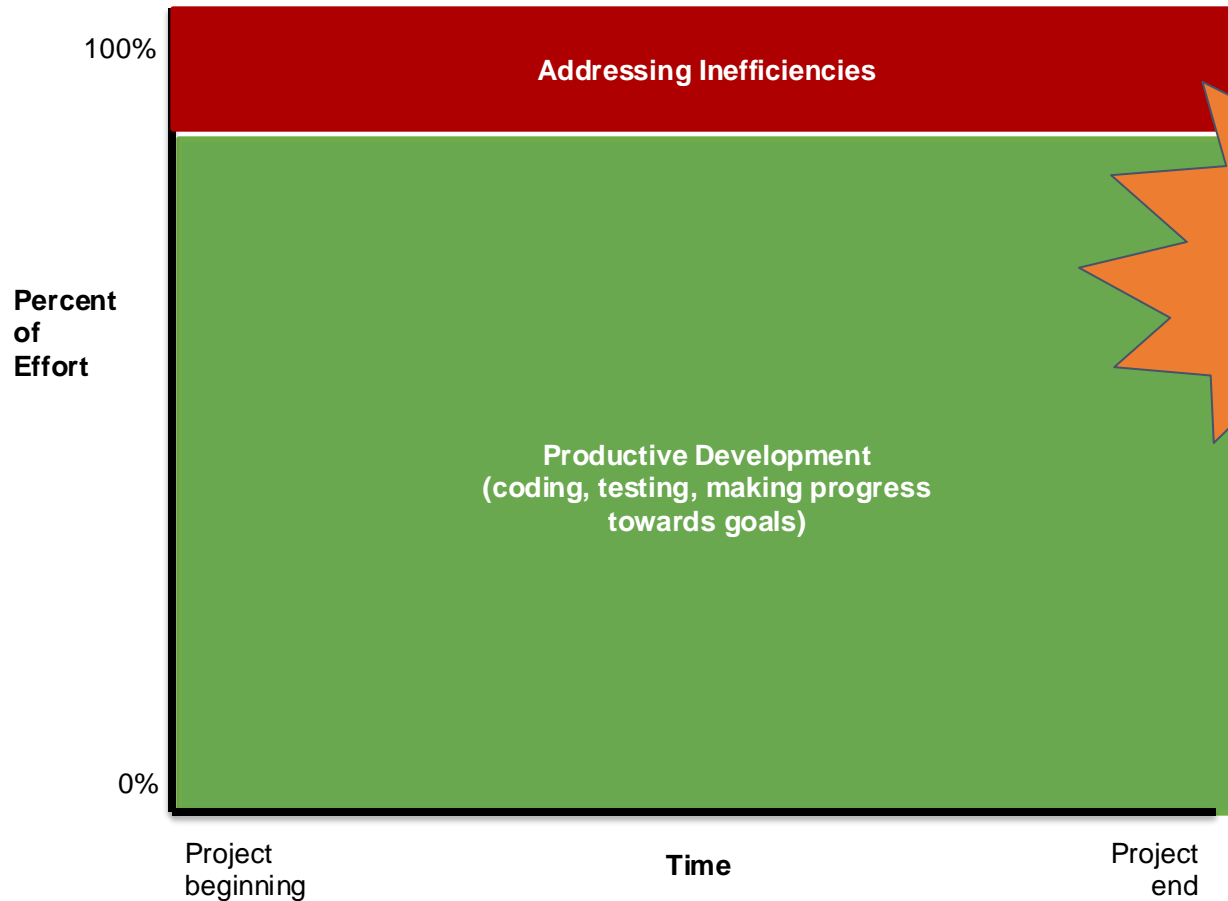 100%
Addressing Inefficiencies
Percent
of
Effort
Productive Development
(coding, testing, making progress
towards goals)
0%
Project
beginning
Time
Project
end